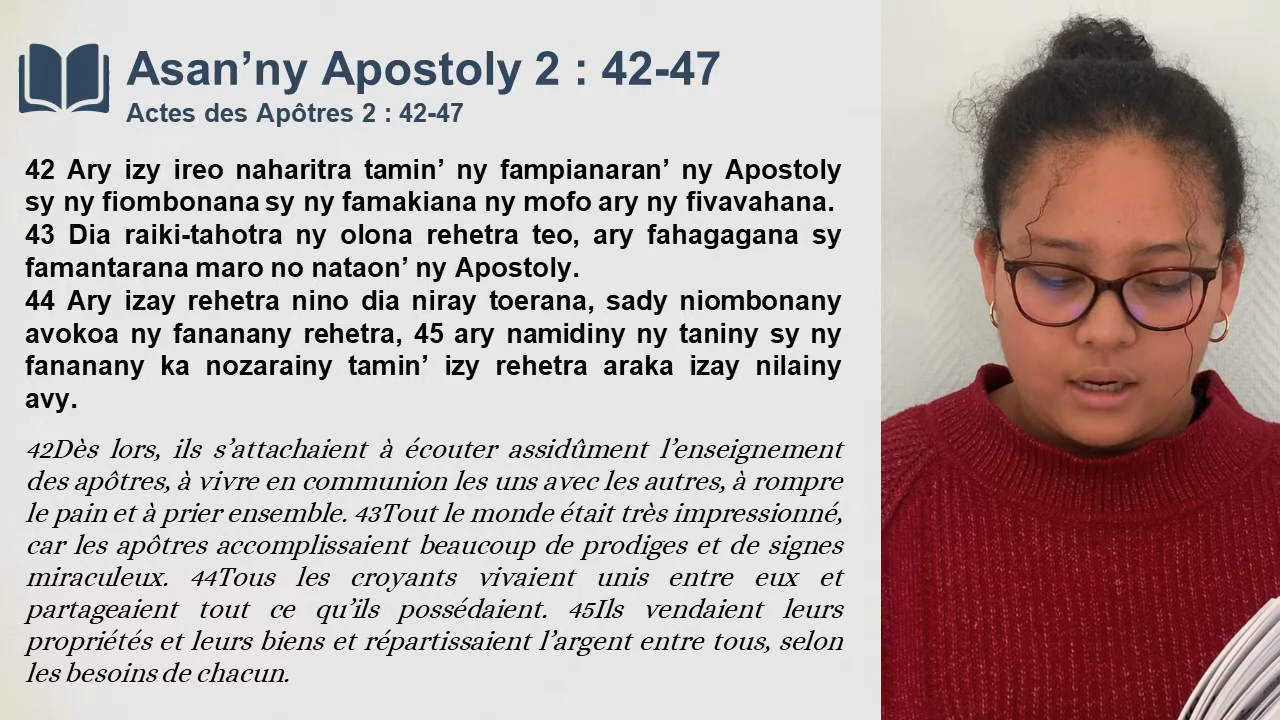 Asan’ny Apostoly 2 : 42-47
Actes des Apôtres 2 : 42-47
42 Ary izy ireo naharitra tamin’ ny fampianaran’ ny Apostoly
sy ny fiombonana sy ny famakiana ny mofo ary ny fivavahana.
43 Dia raiki-tahotra ny olona rehetra teo, ary fahagagana sy
famantarana maro no nataon’ ny Apostoly.
44 Ary izay rehetra nino dia niray toerana, sady niombonany
avokoa ny fananany rehetra, 45 ary namidiny ny taniny sy ny
fananany ka nozarainy tamin’ izy rehetra araka izay nilainy
avy.
42Dès lors, ils s’attachaient à écouter assidûment l’enseignement
des apôtres, à vivre en communion les uns avec les autres, à rompre
le pain et à prier ensemble. 43Tout le monde était très impressionné,
car les apôtres accomplissaient beaucoup de prodiges et de signes
miraculeux. 44Tous les croyants vivaient unis entre eux et
partageaient tout ce qu’ils possédaient. 45Ils vendaient leurs
propriétés et leurs biens et répartissaient l’argent entre tous, selon
les besoins de chacun.